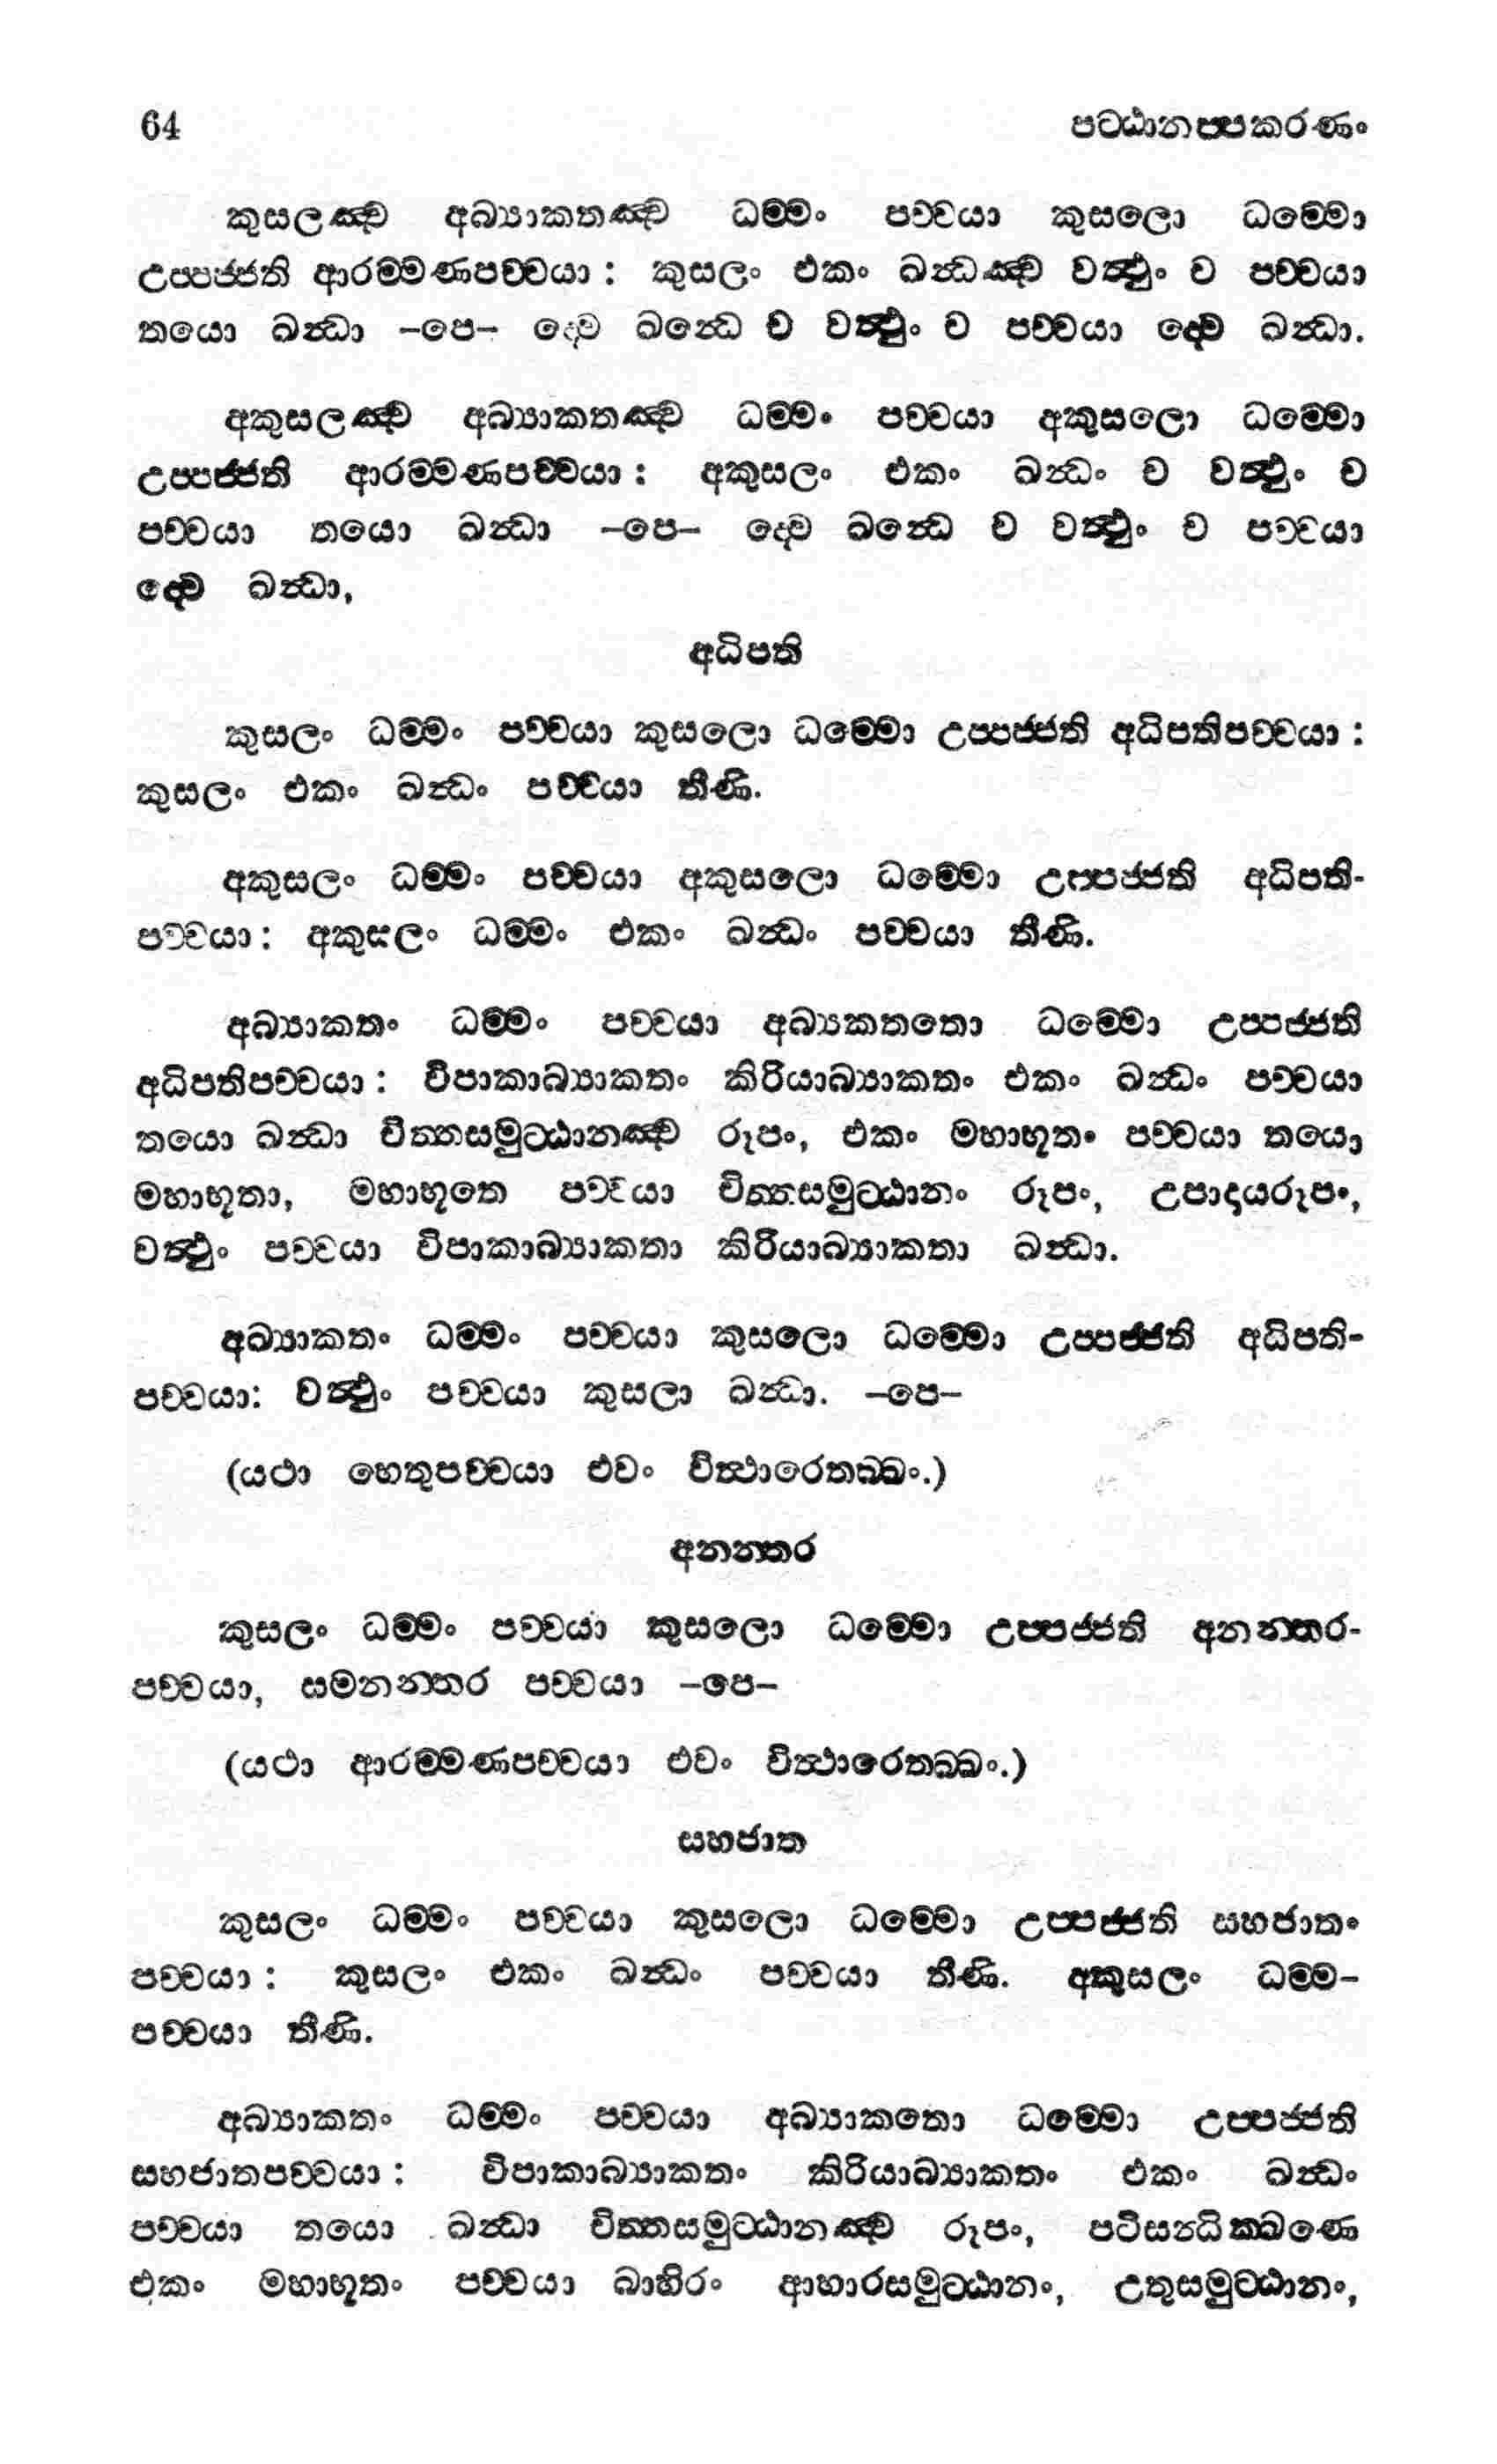 64 පට්ඨානප්පකරණං
කුසලඤ්ච අබ්‍යාකතඤ්ච ධම්මං පච්චයා කුසලො ධම්මො
උප්පජ්ජති ආරම්මණපච්චයා : කුසලං එකං ඛන්ධඤ්ච වත්ථුං ච පච්චයා
තයො ඛන්ධා –පෙ– ද්වෙ ඛන්ධෙ ච වත්ථුං ච පච්චයා ද්වෙ ඛන්ධා.
අකුසලඤ්ච අබ්‍යාකතඤ්ච ධම්මං පච්චයා අකුසලො ධම්මො
උප්පජ්ජති ආරම්මණපච්චයා : අකුසලං එකං ඛන්ධං ච වත්ථුං ච
පච්චයා තයො ඛන්ධා –පෙ– ද්වෙ ඛන්ධෙ ච වත්ථුං ච පච්චයා
ද්වෙ ඛන්ධා,
අධිපති
කුසලං ධම්මං පච්චයා කුසලො ධම්මො උප්පජ්ජති අධිපතිපච්චයා :
කුසලං එකං ඛන්ධං පච්චයා තීණි.
අකුසලං ධම්මං පච්චයා අකුසලො ධම්මො උප්පජ්ජති අධිපති-
පච්චයා : අකුසලං ධම්මං එකං ඛන්ධං පච්චයා තීණි.
අබ්‍යාකතං ධම්මං පච්චයා අබ්‍යකතතො ධම්මො උප්පජ්ජති
අධිපතිපච්චයා : විපාකාබ්‍යාකතං කිරියාබ්‍යාකතං එකං ඛන්ධං පච්චයා
තයො ඛන්ධා චිත්තසමුට්ඨානඤ්ච රූපං, එකං මහාභූතං පච්චයා තයො
මහාභූතා, මහාභූතෙ පච්චයා චිත්තසමුට්ඨානං රූපං, උපාදායරූපං,
වත්ථුං පච්චයා විපාකාබ්‍යාකතා කිරියාබ්‍යාකතා ඛන්ධා.
අබ්‍යාකතං ධම්මං පච්චයා කුසලො ධම්මො උප්පජ්ජති අධිපති-
පච්චයා: වත්ථුං පච්චයා කුසලා ඛන්ධා. –පෙ–
(යථා හෙතුපච්චයා එවං විත්ථාරෙතබ්බං.)
අනන්තර
කුසලං ධම්මං පච්චයා කුසලො ධම්මො උප්පජ්ජති අනන්තර-
පච්චයා, සමනන්තර පච්චයා –පෙ–
(යථා ආරම්මණපච්චයා එවං විත්ථාරෙතබ්බං.)
සහජාත
කුසලං ධම්මං පච්චයා කුසලො ධම්මො උප්පජ්ජති සහජාතං
පච්චයා : කුසලං එකං ඛන්ධං පච්චයා තීණි. අකුසලං ධම්ම–
පච්චයා තීණි.
අබ්‍යාකතං ධම්මං පච්චයා අබ්‍යාකතො ධම්මො උප්පජ්ජති
සහජාතපච්චයා : විපාකාබ්‍යාකතං කිරියාබ්‍යාකතං එකං ඛන්ධං
පච්චයා තයො ඛන්ධා චිත්තසමුට්ඨානඤ්ච රූපං, පටිසන්ධික්ඛණෙ
එකං මහාභූතං පච්චයා බාහිරං ආහාරසමුට්ඨානං, උතුසමුට්ඨානං,